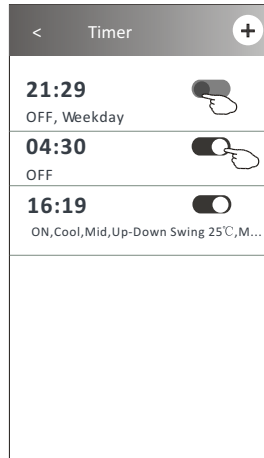 < Timer +
21:29
OFF, Weekday
04:30
OFF
16:19
ON,Cool,Mid,Up-Down Swing 25℃,M...